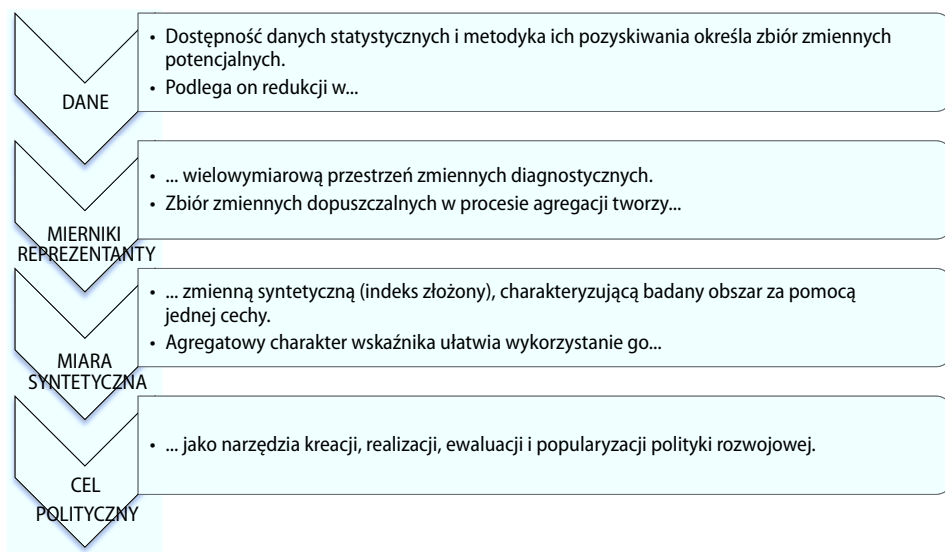 • Dostępność danych statystycznych i metodyka ich pozyskiwania określa zbiór zmiennych
potencjalnych.
• Podlega on redukcji w...
DANE
• ... wielowymiarową przestrzeń zmiennych diagnostycznych.
• Zbiór zmiennych dopuszczalnych w procesie agregacji tworzy...
MIERNIKI
REPREZENTANTY
• ... zmienną syntetyczną (indeks złożony), charakteryzującą badany obszar za pomocą
jednej cechy.
• Agregatowy charakter wskaźnika ułatwia wykorzystanie go...
MIARA
SYNTETYCZNA
• ... jako narzędzia kreacji, realizacji, ewaluacji i popularyzacji polityki rozwojowej.
CEL
POLITYCZNY